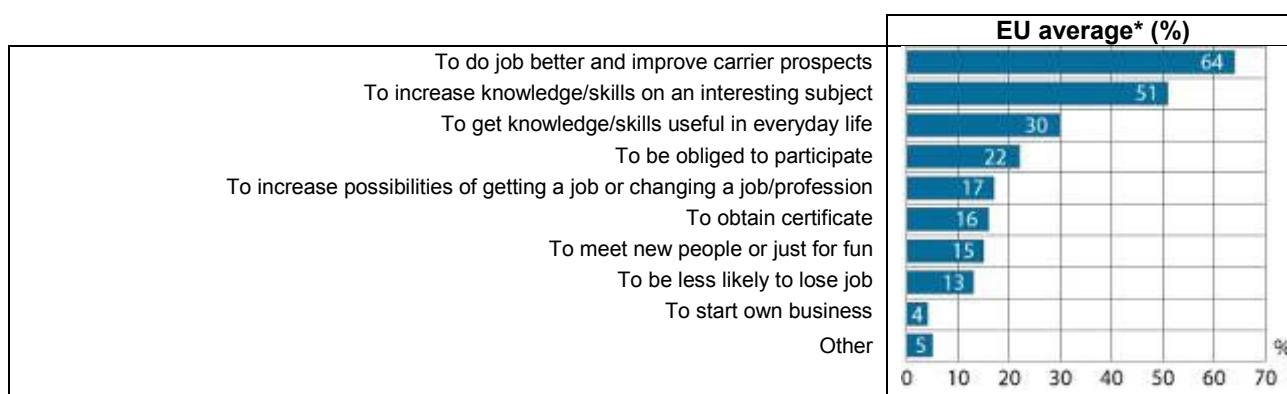 EU average* (%)
To do job better and improve carrier prospects 64
To increase knowledge/skills on an interesting subject 51
To get knowledge/skills useful in everyday life 30
To be obliged to participate 22
To increase possibilities of getting a job or changing a job/profession 17
To obtain certificate 16
To meet new people or just for fun 15
To be less likely to lose job 13
To start own business 4
Other 5 %
0 10 20 30 40 50 60 70